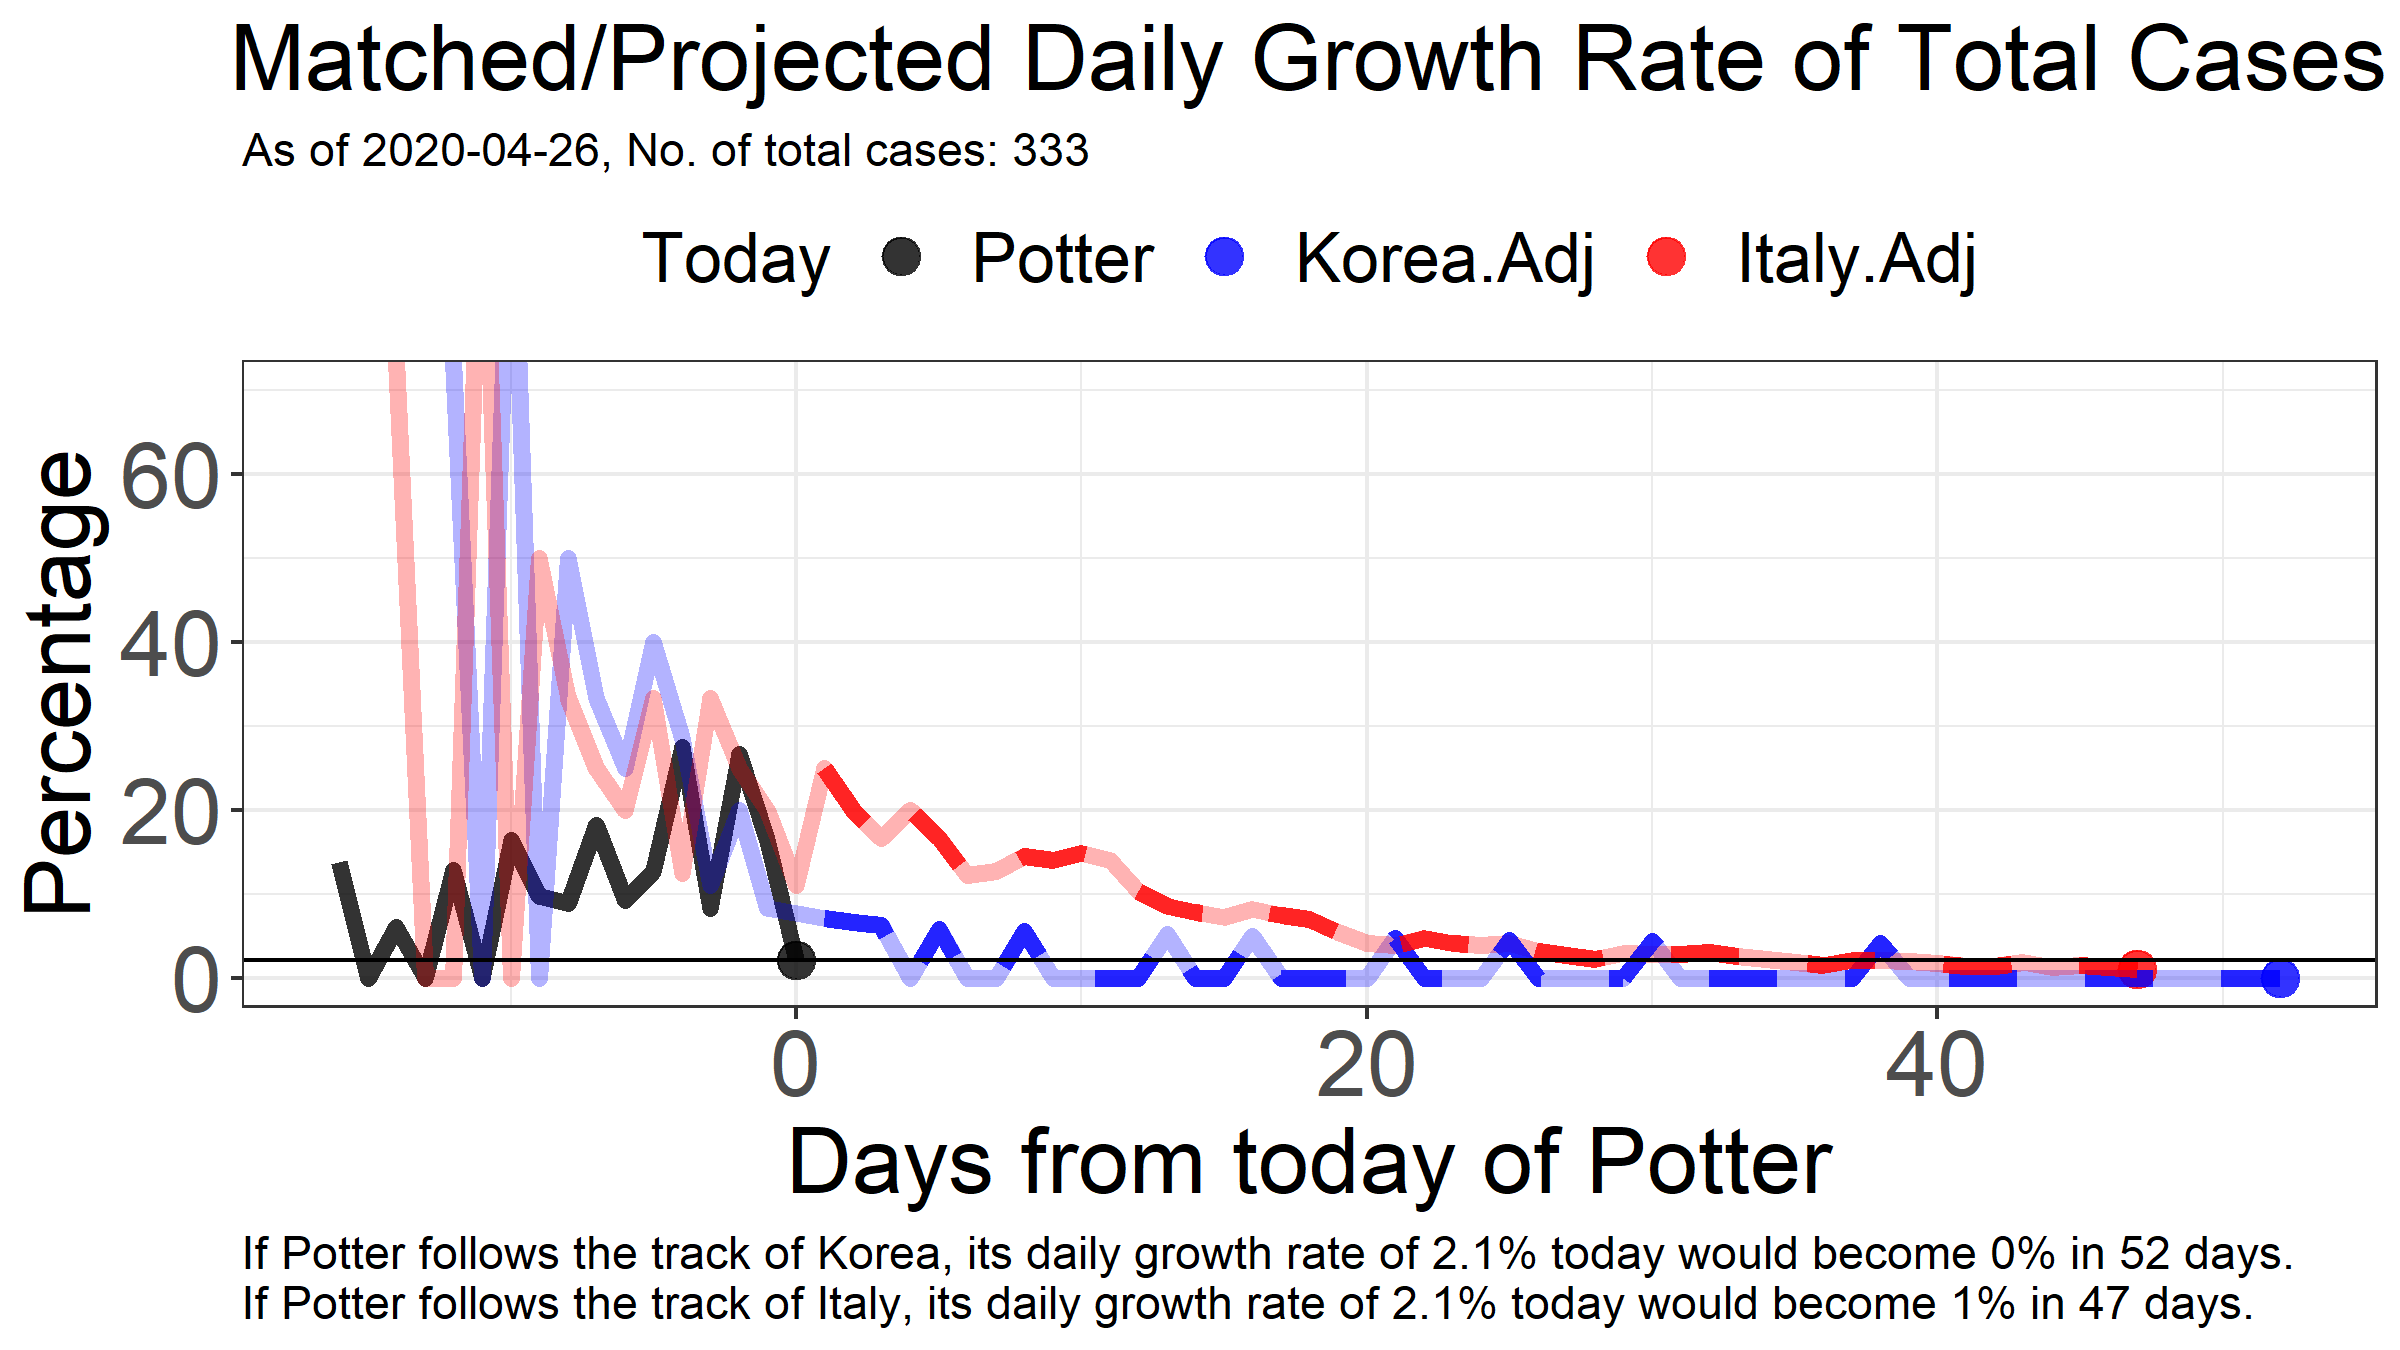 Matched/Projected Daily Growth Rate of Total Cases
As of 2020-04-26, No. of total cases: 333
Today Potter Korea.Adj Italy.Adj
Percentage
60
40
20
0
0 20 40
Days from today of Potter
If Potter follows the track of Korea, its daily growth rate of 2.1% today would become 0% in 52 days.
If Potter follows the track of Italy, its daily growth rate of 2.1% today would become 1% in 47 days.